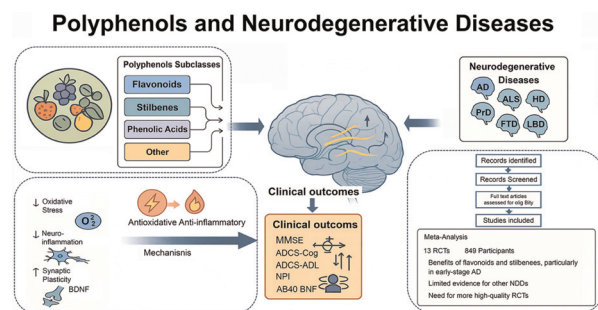 Polyphenols and Neurodegenerative Diseases
Polyphenols Subclasses
Flavonoids
Stilbenes
Phenolic Acids
Other
Neurodegenerative
Diseases
AD
ALS
HD
PrD
FTD
LBD
Records identified
Records Screened
Full text articles
assessed for olig Bily
Studies included
Meta-Analysis
13 RCTs 849 Participants
Benefits of flavonoids and stilbenees, particularly
in early-stage AD
Limited evidence for other NDDs
Need for more high-quality RCTs
↓ Oxidative
Stress
O²₂
↓ Neuro-
inflammation
↑ Synaptic
Plasticity
BDNF
Antioxidative Anti-inflammatory
Mechanisnis
Clinical outcomes
Clinical outcoms
MMSE
ADCS-Cog
ADCS-ADL
NPI
AB40 BNF